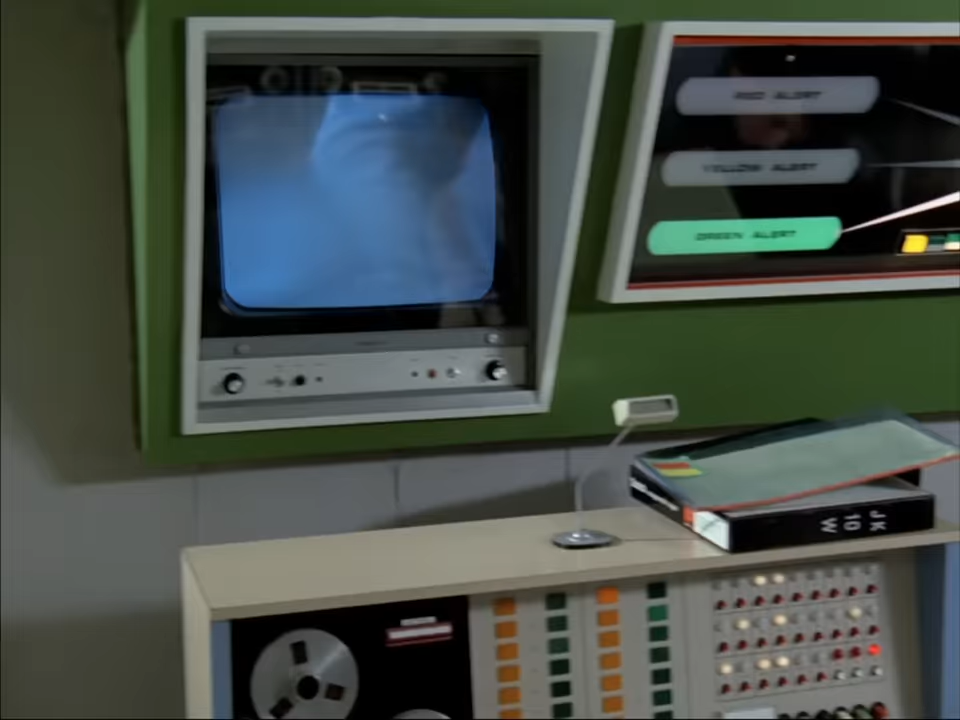 RED ALERT
YELLOW ALERT
GREEN ALERT
JK
10
W